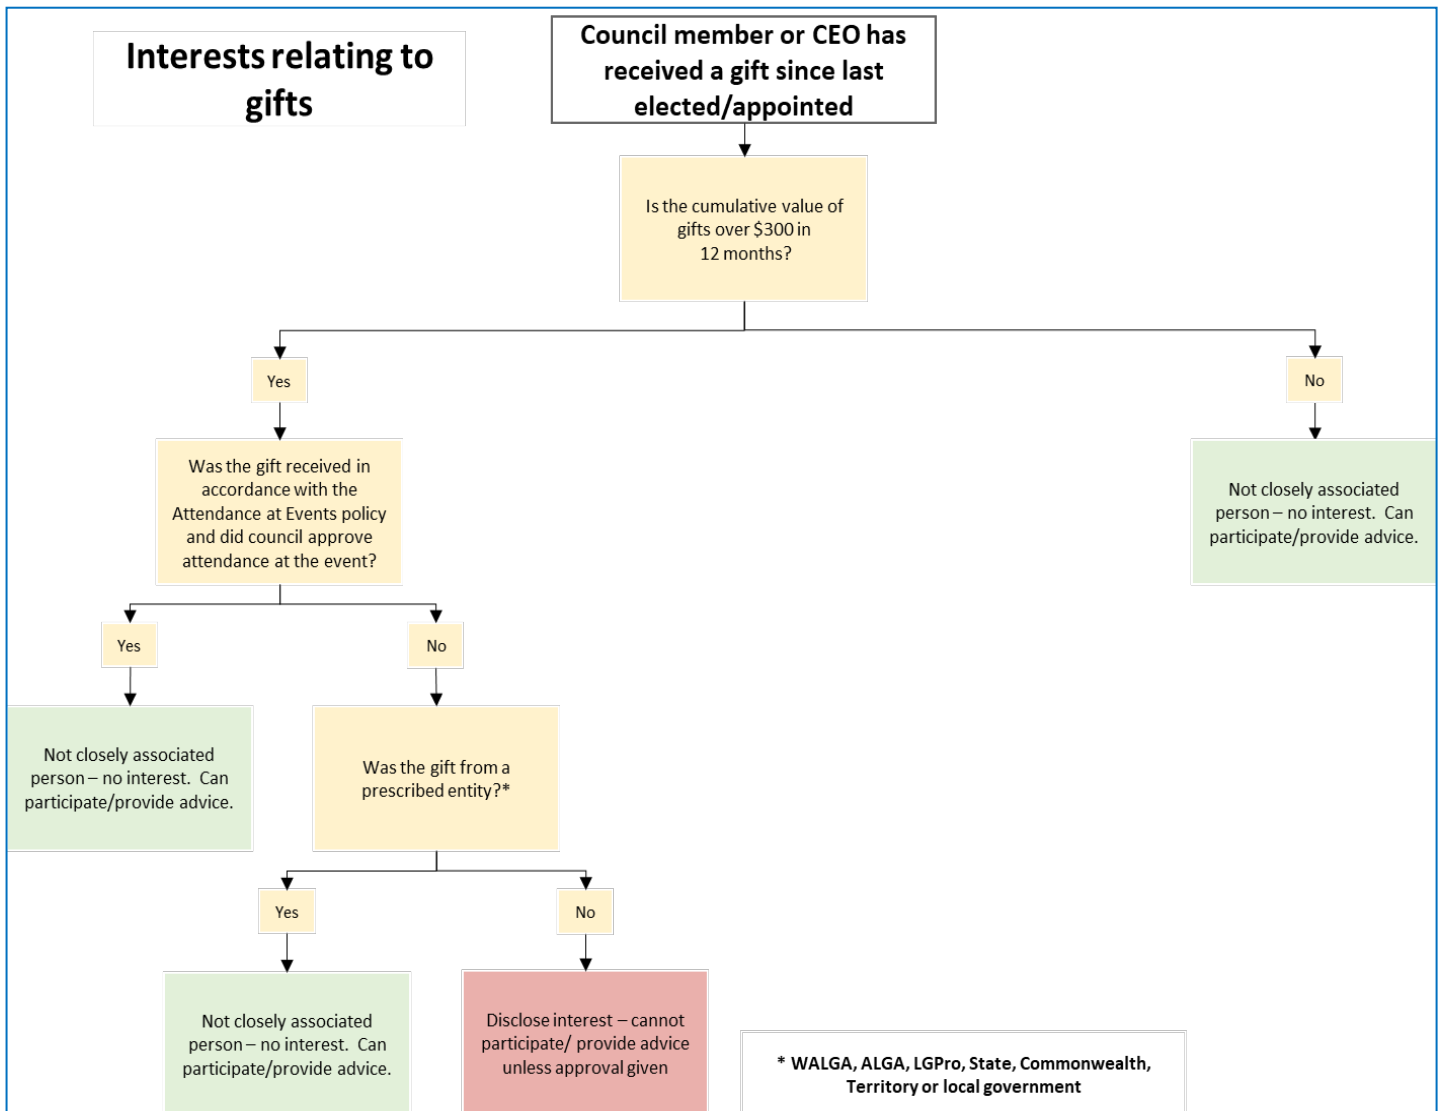 Interests relating to
gifts
Council member or CEO has
received a gift since last
elected/appointed
Is the cumulative value of
gifts over $300 in
12 months?
Yes
No
Was the gift received in
accordance with the
Attendance at Events policy
and did council approve
attendance at the event?
Not closely associated
person – no interest.  Can
participate/provide advice.
Yes
No
Not closely associated
person – no interest.  Can
participate/provide advice.
Was the gift from a
prescribed entity?*
Yes
No
Not closely associated
person – no interest.  Can
participate/provide advice.
Disclose interest – cannot
participate/ provide advice
unless approval given
* WALGA, ALGA, LGPro, State, Commonwealth,
Territory or local government